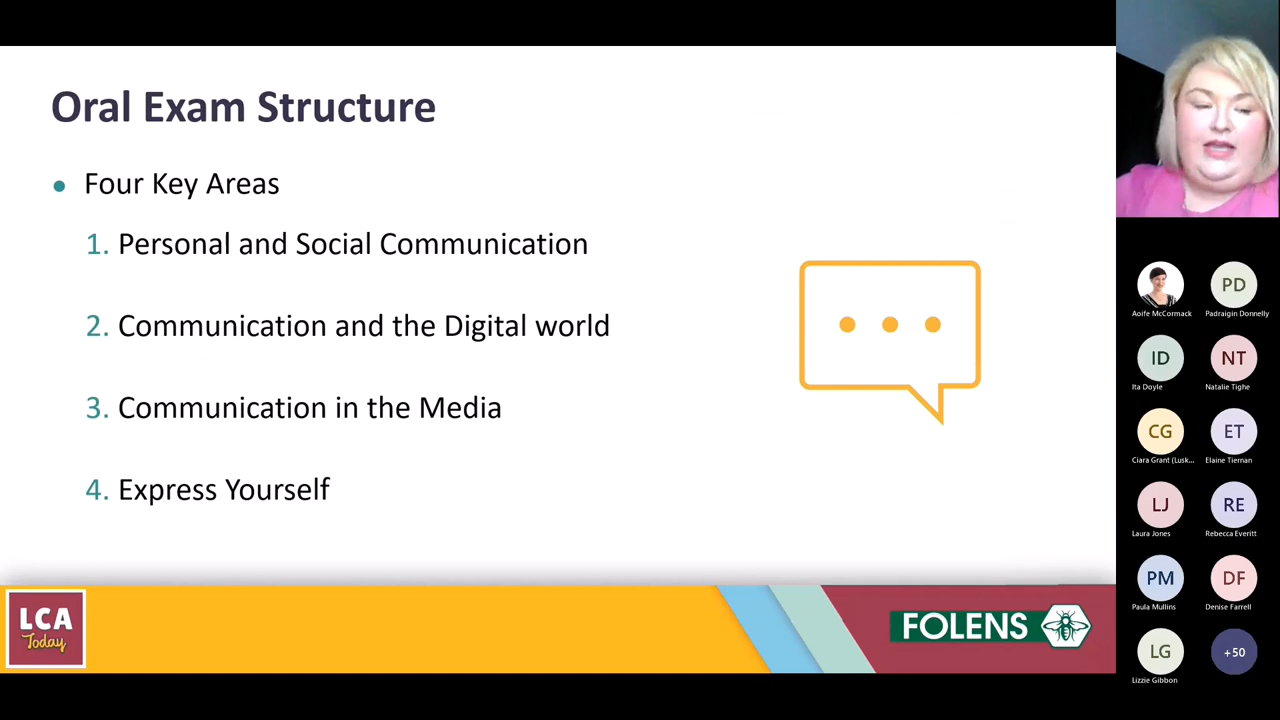 Oral Exam Structure
• Four Key Areas
1. Personal and Social Communication
2. Communication and the Digital world
3. Communication in the Media
4. Express Yourself
LCA
Today
FOLENS
Aoife McCormack
PD
Padraigin Donnelly
ID
Ita Doyle
NT
Natalie Tighe
CG
Ciara Grant (Lusk...
ET
Elaine Tiernan
LJ
Laura Jones
RE
Rebecca Everitt
PM
Paula Mullins
DF
Denise Farrell
LG
Lizzie Gibbon
+50